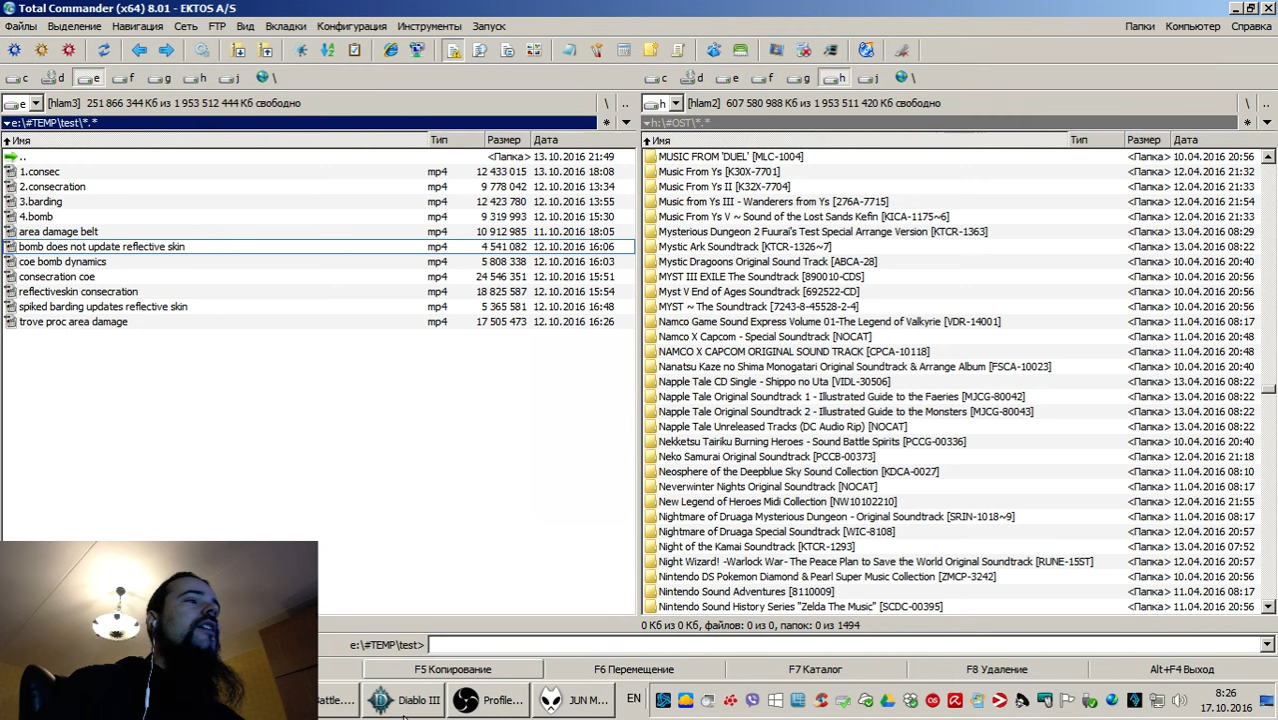 Total Commander (x64) 8.01 - EKTOS A/S
Файлы Выделение Навигация Сеть FTP Вид Вкладки Конфигурация Инструменты Запуск Папки Компьютер Справка
c d e f g h j \
c d e f g h j \
e [hlam3] 251 866 344 Кб из 1 953 512 444 Кб свободно \ ..
h [hlam2] 607 580 988 Кб из 1 953 511 420 Кб свободно \ ..
e:\#TEMP\test\*.* *
h:\#OST\*.* *
Имя Тип Размер Дата
.. <Папка> 13.10.2016 21:49
1.consec mp4 12 433 015 13.10.2016 18:08
2.consecration mp4 9 778 042 12.10.2016 13:34
3.barding mp4 12 423 780 12.10.2016 13:55
4.bomb mp4 9 319 993 12.10.2016 15:30
area damage belt mp4 10 912 985 11.10.2016 18:05
bomb does not update reflective skin mp4 4 541 082 12.10.2016 16:06
coe bomb dynamics mp4 5 808 338 12.10.2016 16:03
consecration coe mp4 24 546 351 12.10.2016 15:51
reflectiveskin consecration mp4 18 825 587 12.10.2016 15:54
spiked barding updates reflective skin mp4 5 365 581 12.10.2016 16:48
trove proc area damage mp4 17 505 473 12.10.2016 16:26
Имя Тип Размер Дата
MUSIC FROM 'DUEL' [MLC-1004] <Папка> 10.04.2016 20:56
Music From Ys [K30X-7701] <Папка> 12.04.2016 21:33
Music From Ys II [K32X-7704] <Папка> 12.04.2016 21:33
Music from Ys III - Wanderers from Ys [276A-7715] <Папка> 12.04.2016 21:54
Music From Ys V ~ Sound of the Lost Sands Kefin [KICA-1175~6] <Папка> 12.04.2016 21:33
Mysterious Dungeon 2 Fuurai's Test Special Arrange Version [KTCR-1363] <Папка> 13.04.2016 08:22
Mystic Ark Soundtrack [KTCR-1326~7] <Папка> 13.04.2016 08:22
Mystic Dragoons Original Sound Track [ABCA-28] <Папка> 10.04.2016 20:56
MYST III EXILE The Soundtrack [890010-CDS] <Папка> 10.04.2016 20:56
Myst V End of Ages Soundtrack [692522-CD] <Папка> 10.04.2016 20:56
MYST ~ The Soundtrack [7243-8-45528-2-4] <Папка> 10.04.2016 20:56
Namco Game Sound Express Volume 01-The Legend of Valkyrie [VDR-14001] <Папка> 11.04.2016 08:17
Namco X Capcom - Special Soundtrack [NOCAT] <Папка> 11.04.2016 20:48
NAMCO X CAPCOM ORIGINAL SOUND TRACK [CPCA-10118] <Папка> 11.04.2016 20:48
Nanatsu Kaze no Shima Monogatari Original Soundtrack & Arrange Album [FSCA-10023] <Папка> 10.04.2016 20:40
Napple Tale CD Single - Shippo no Uta [VIDL-30506] <Папка> 13.04.2016 08:22
Napple Tale Original Soundtrack 1 - Illustrated Guide to the Faeries [MJCG-80042] <Папка> 13.04.2016 08:22
Napple Tale Original Soundtrack 2 - Illustrated Guide to the Monsters [MJCG-80043] <Папка> 13.04.2016 08:22
Napple Tale Unreleased Tracks (DC Audio Rip) [NOCAT] <Папка> 13.04.2016 08:22
Nekketsu Tairiku Burning Heroes - Sound Battle Spirits [PCCG-00336] <Папка> 10.04.2016 20:40
Neko Samurai Original Soundtrack [PCCB-00373] <Папка> 12.04.2016 21:18
Neosphere of the Deepblue Sky Sound Collection [KDCA-0027] <Папка> 11.04.2016 08:10
Neverwinter Nights Original Soundtrack [NOCAT] <Папка> 11.04.2016 08:17
New Legend of Heroes Midi Collection [NW10102210] <Папка> 12.04.2016 21:55
Nightmare of Druaga Mysterious Dungeon - Original Soundtrack [SRIN-1018~9] <Папка> 11.04.2016 08:17
Nightmare of Druaga Special Soundtrack [WIC-8108] <Папка> 12.04.2016 20:57
Night of the Kamai Soundtrack [KTCR-1293] <Папка> 13.04.2016 07:52
Night Wizard! -Warlock War- The Peace Plan to Save the World Original Soundtrack [RUNE-15ST] <Папка> 12.04.2016 20:57
Nintendo DS Pokemon Diamond & Pearl Super Music Collection [ZMCP-3242] <Папка> 10.04.2016 20:56
Nintendo Sound Adventures [8110009] <Папка> 11.04.2016 08:17
Nintendo Sound History Series "Zelda The Music" [SCDC-00395] <Папка> 11.04.2016 20:56
0 Кб из 0 Кб, файлов: 0 из 0, папок: 0 из 1494
e:\#TEMP\test>
F5 Копирование F6 Перемещение F7 Каталог F8 Удаление Alt+F4 Выход
Battle.... Diablo III Profile... JUN M... EN 8:26
17.10.2016